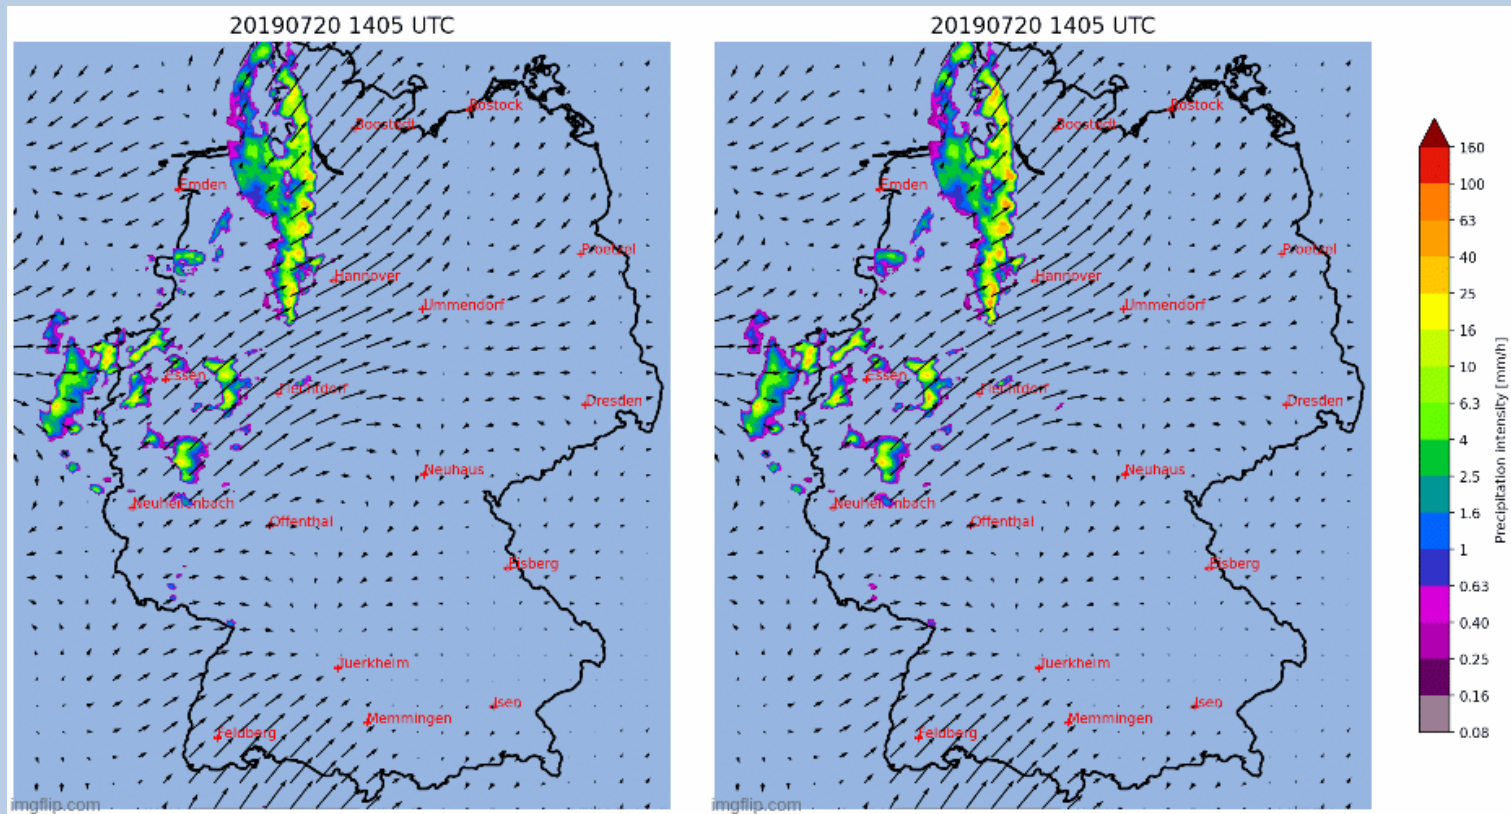 20190720 1405 UTC
Rostock
Boostedt
Emden
Proetzel
Hannover
Ummendorf
Essen
Flechtdorf
Dresden
Neuhaus
Neuheilenbach
Offenthal
Eisberg
Tuerkheim
Isen
Memmingen
Feldberg
imgflip.com
20190720 1405 UTC
Rostock
Boostedt
Emden
Proetzel
Hannover
Ummendorf
Essen
Flechtdorf
Dresden
Neuhaus
Neuheilenbach
Offenthal
Eisberg
Tuerkheim
Isen
Memmingen
Feldberg
imgflip.com
160
100
63
40
25
16
10
6.3
4
2.5
1.6
1
0.63
0.40
0.25
0.16
0.08
Precipitation intensity [mm/h]